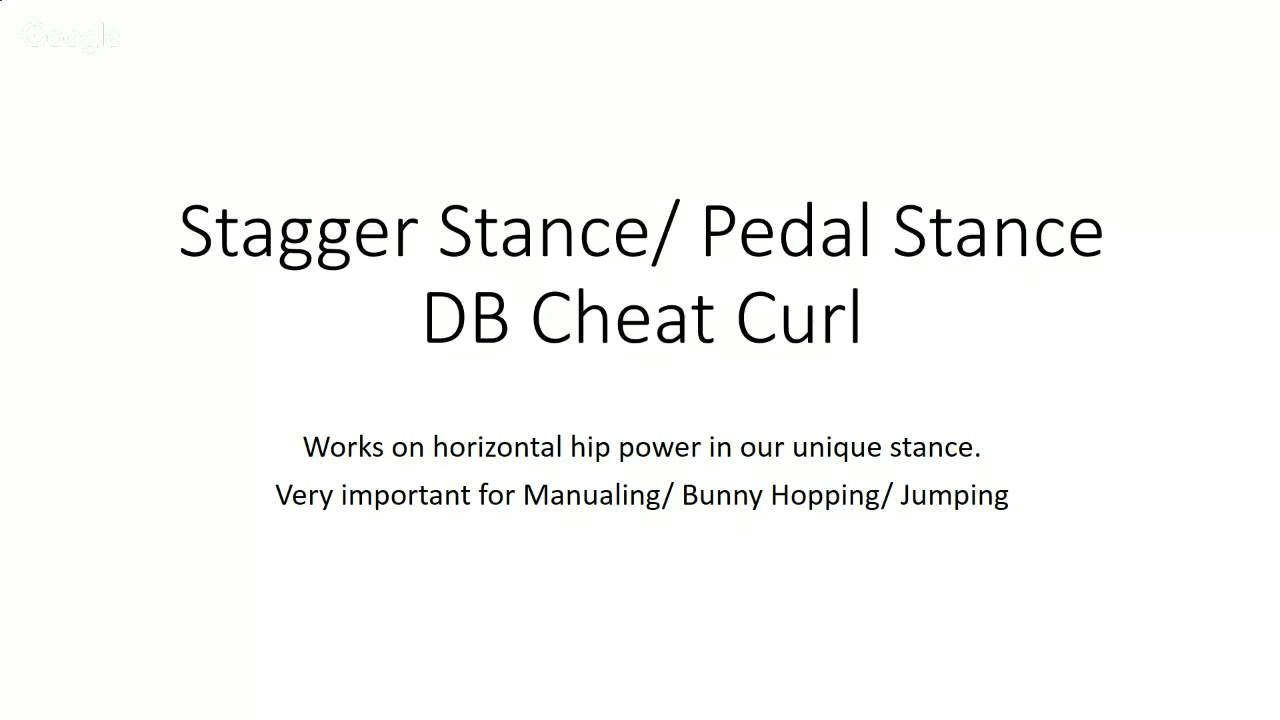 Google
Stagger Stance/ Pedal Stance
DB Cheat Curl
Works on horizontal hip power in our unique stance.
Very important for Manualing/ Bunny Hopping/ Jumping